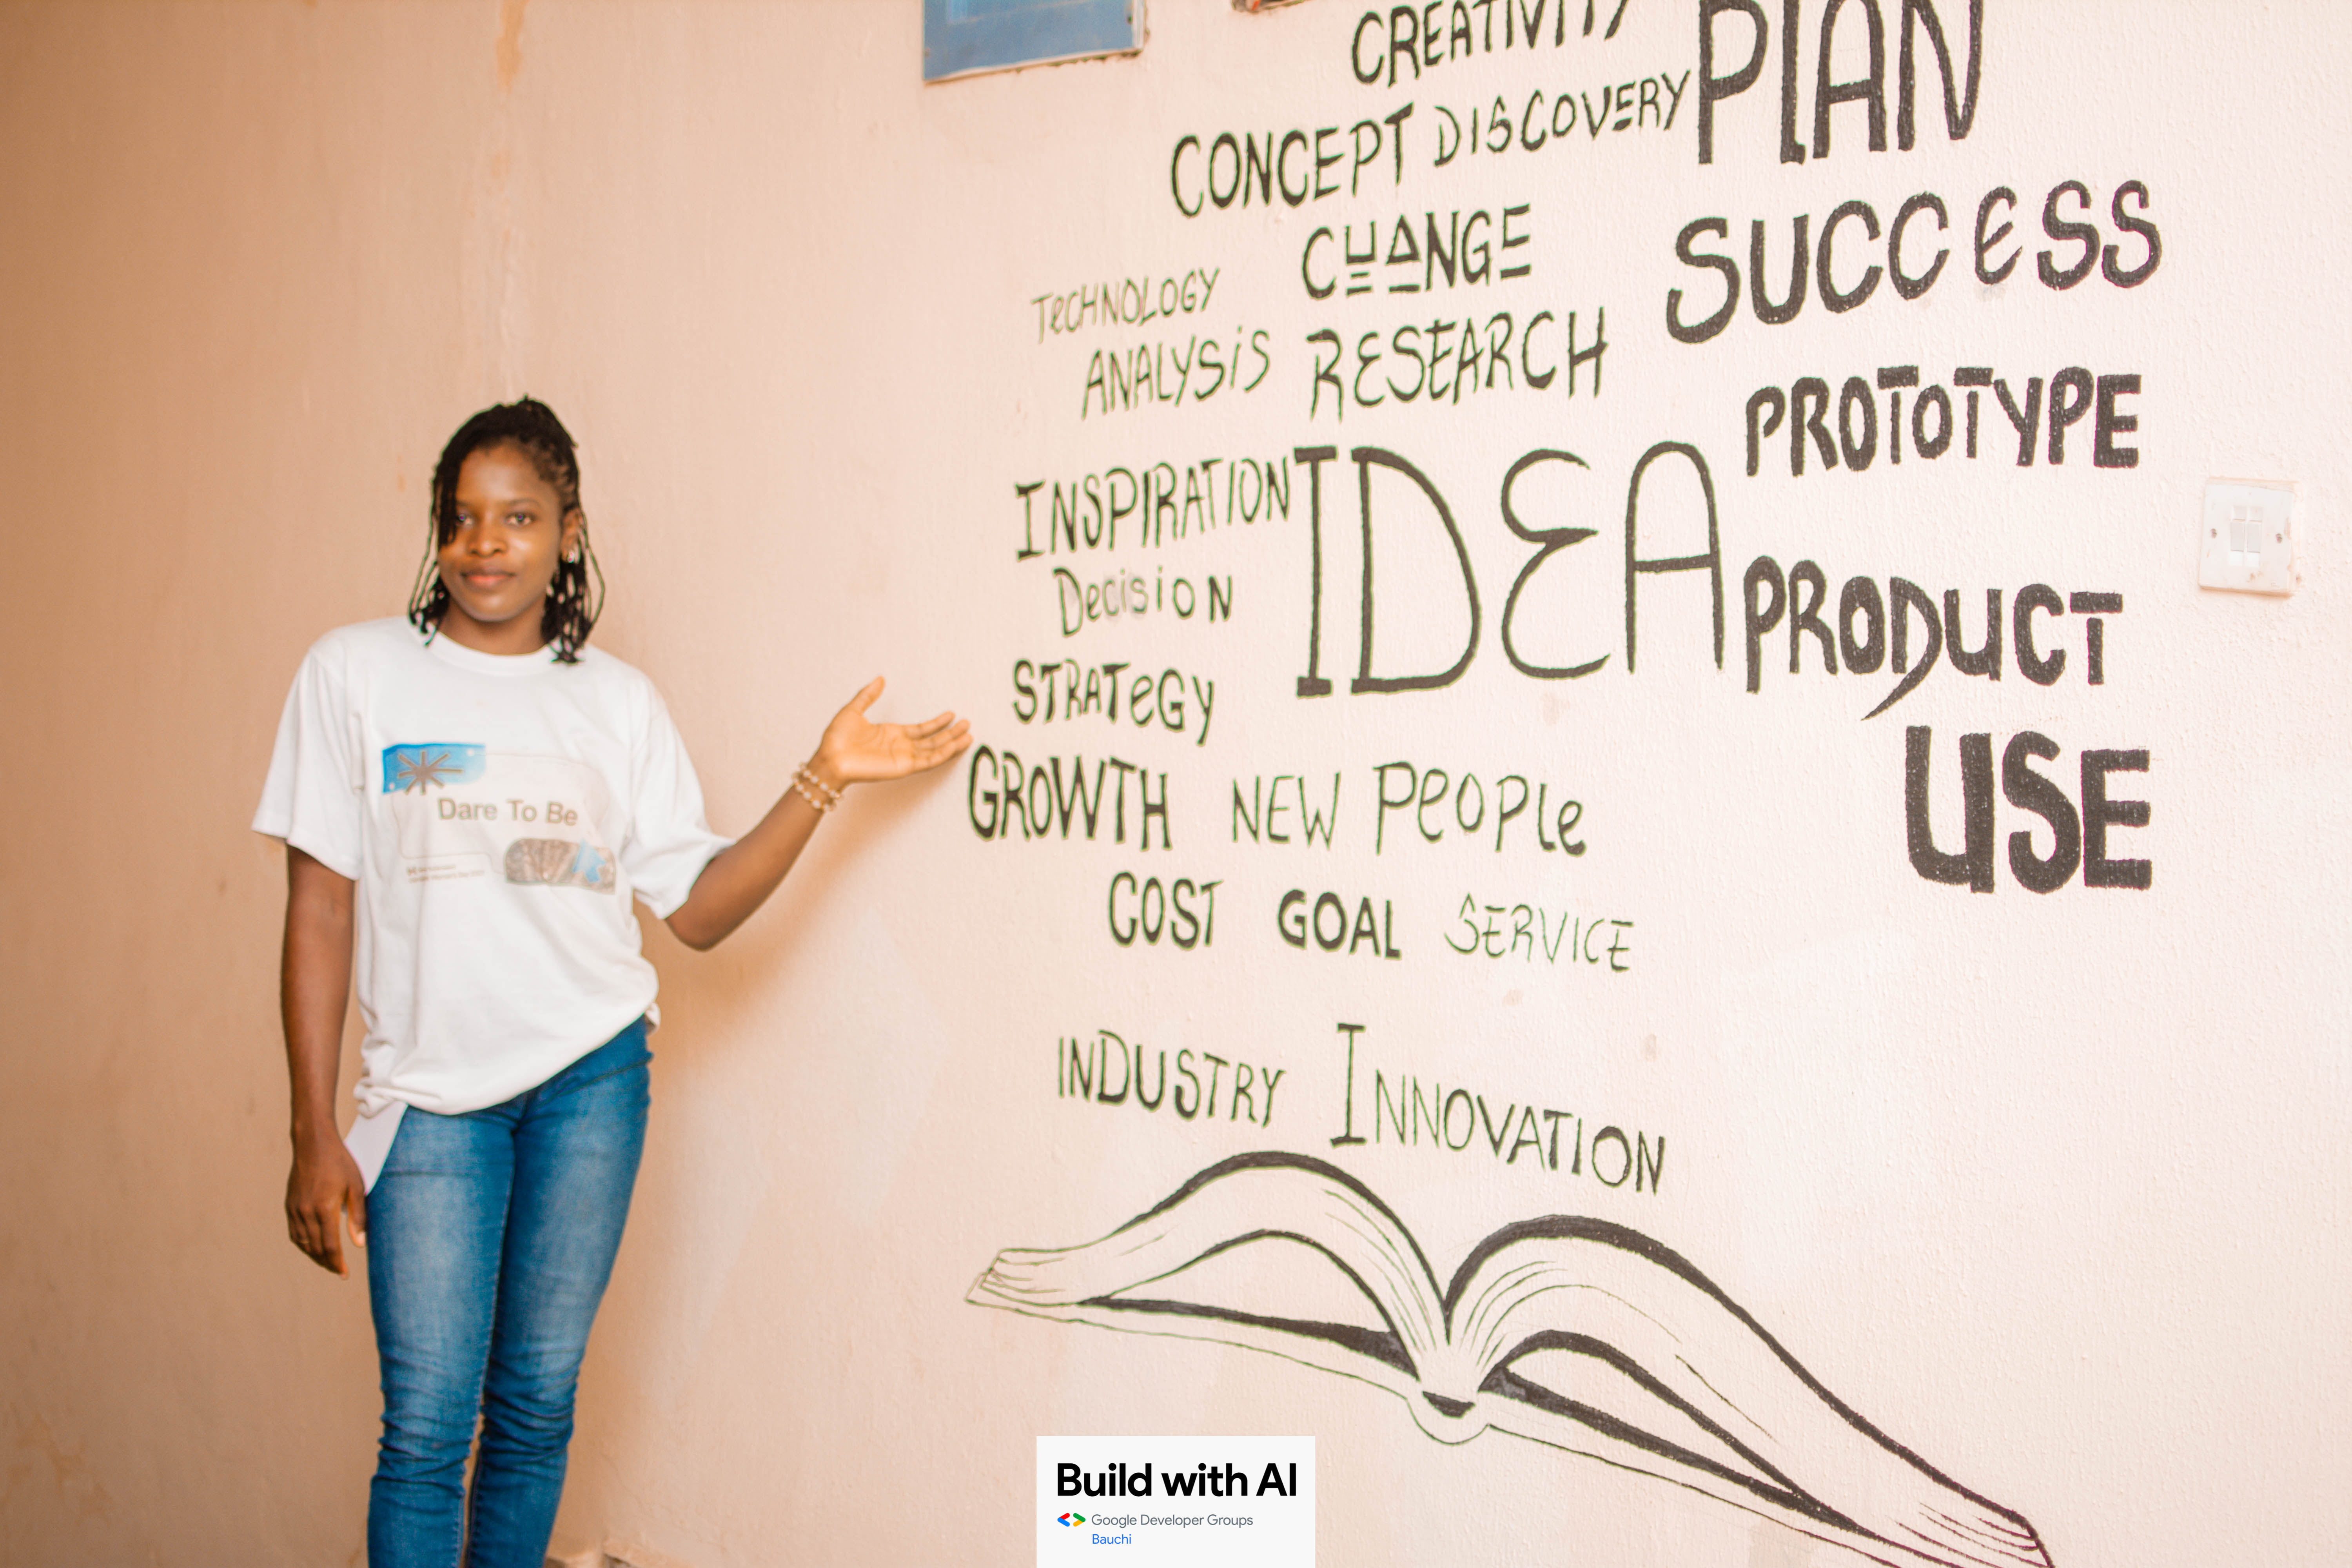 CREATIVITY
PLAN
CONCEPT DISCOVERY
CHANGE
SUCCESS
TECHNOLOGY
ANALYSiS RESEARCH
PROTOTYPE
INSPIRATION IDEA
Decision
PRODUCT
STRATeGy
USE
GROWTH NEW PeOPle
COST GOAL SERVICE
INDUSTRY INNOVATION
Dare To Be
Build with AI
Google Developer Groups
Bauchi